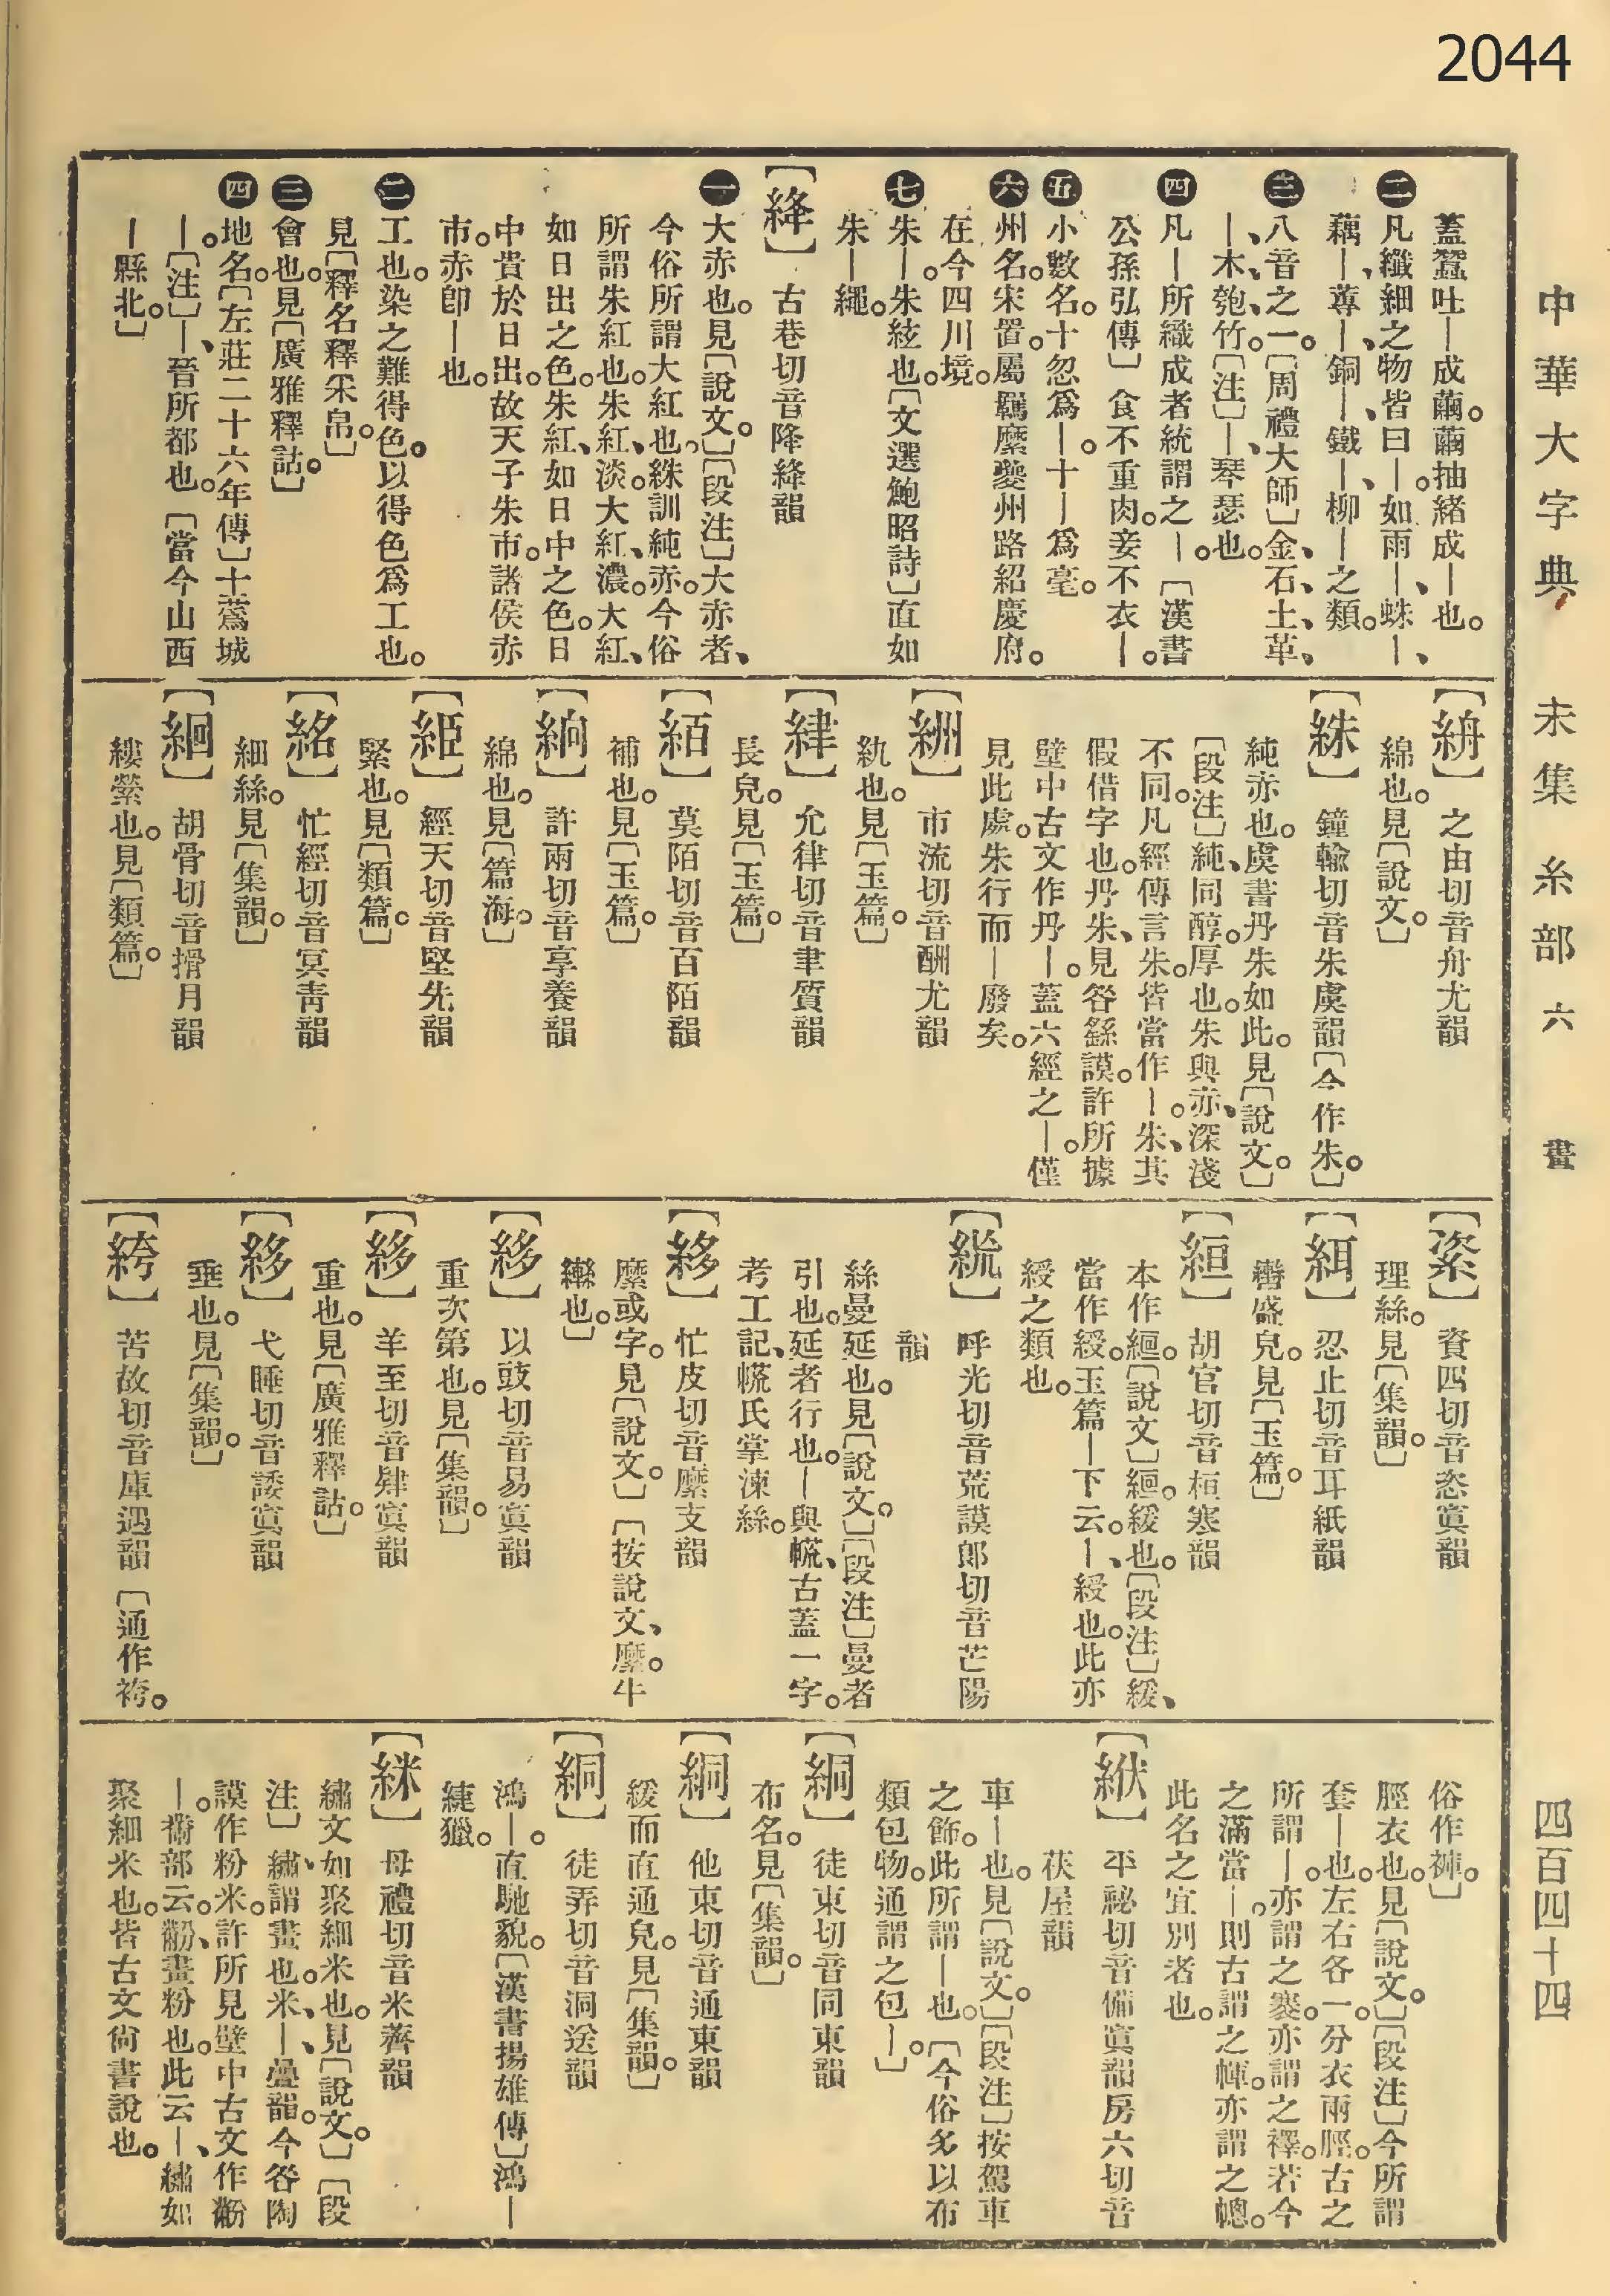 2044
中華大字典 未集 糸部 六 畫 四百四十四
蓋蠶吐—成繭。繭抽緒成—也。
㊁凡纖細之物皆曰—。如雨—、蛛—、
藕—、蓴—、銅—、鐵—、柳—之類。
㊂八音之一。〔周禮大師〕金、石、土、革、
—、木、匏、竹。〔注〕—、琴瑟也。
㊃凡—所織成者統謂之—。〔漢書
公孫弘傳〕食不重肉。妾不衣—。
㊄小數名。十忽爲—。十—爲毫。
㊅州名。宋置。屬羈縻夔州路紹慶府。
在今四川境。
㊆朱—。朱絃也。〔文選鮑昭詩〕直如
朱—繩。
〔絳〕古巷切音降絳韻
㊀大赤也。見〔說文。〕〔段注〕大赤者、
今俗所謂大紅也。絑訓純赤。今俗
所謂朱紅也。朱紅、淡。大紅、濃。大紅、
如日出之色。朱紅、如日中之色。日
中貴於日出。故天子朱市。諸侯赤
市。赤卽—也。
㊁工也。染之難得色。以得色爲工也。
見〔釋名釋采帛。〕
㊂會也。見〔廣雅釋詁。〕
㊃地名。〔左莊二十六年傳〕士蔿城
—。〔注〕—、晉所都也。〔當今山西
—縣北。〕
〔䌷〕之由切音舟尤韻
綿也。見〔說文。〕
〔絑〕鐘輸切音朱虞韻〔今作朱。〕
純赤也。虞書丹朱如此。見〔說文。〕
〔段注〕純、同醇。厚也。朱與赤、深淺
不同。凡經傳言朱。皆當作—。朱、其
假借字也。丹朱、見咎繇謨。許所據
壁中古文作丹—。蓋六經之—。僅
見此處。朱行而—廢矣。
〔絒〕市流切音酬尤韻
紈也。見〔玉篇。〕
〔𦀌〕允律切音聿質韻
長皃。見〔玉篇。〕
〔絔〕莫陌切音百陌韻
補也。見〔玉篇。〕
〔䋽〕許兩切音享養韻
綿也。見〔篇海。〕
〔䋲〕經天切音堅先韻
緊也。見〔類篇。〕
〔䋰〕忙經切音冥靑韻
細絲。見〔集韻。〕
〔絗〕胡骨切音搰月韻
縷縈也。見〔類篇。〕
〔絘〕資四切音恣寘韻
理絲。見〔集韻。〕
〔絠〕忍止切音耳紙韻
轡盛皃。見〔玉篇。〕
〔絙〕胡官切音桓寒韻
本作縆。〔說文〕縆。緩也。〔段注〕緩、
當作綬。玉篇—下云。—、綬也。此亦
綬之類也。
〔絖〕呼光切音荒謨郎切音芒陽
韻
絲曼延也。見〔說文。〕〔段注〕曼者
引也。延者行也。—與㡆、古蓋一字。
考工記、㡆氏掌湅絲。
〔䋾〕忙皮切音縻支韻
縻或字。見〔說文。〕〔按說文、縻。牛
轡也。〕
〔䋾〕以豉切音易寘韻
重次第也。見〔集韻。〕
〔䋾〕羊至切音肄寘韻
重也。見〔廣雅釋詁。〕
〔䋾〕弋睡切音諉寘韻
垂也。見〔集韻。〕
〔絝〕苦故切音庫遇韻〔通作袴。
俗作褲。〕
脛衣也。見〔說文。〕〔段注〕今所謂
套—也。左右各一。分衣兩脛。古之
所謂—。亦謂之褰。亦謂之襗。若今
之滿當—。則古謂之㡓。亦謂之幒。
此名之宜別者也。
〔絥〕平祕切音備寘韻房六切音
茯屋韻
車—也。見〔說文。〕〔段注〕按駕車
之飾。此所謂—也。〔今俗多以布
類包物。通謂之包—。〕
〔絧〕徒東切音同東韻
布名。見〔集韻。〕
〔絧〕他東切音通東韻
緩而直通皃。見〔集韻。〕
〔絧〕徒弄切音洞送韻
鴻—。直馳貌。〔漢書揚雄傳〕鴻—
緁獵。
〔絊〕母禮切音米薺韻
繡文如聚細米也。見〔說文。〕〔段
注〕繡、謂畫也。米、—、疊韻。今咎陶
謨作粉米。許所見壁中古文作黺
—。黹部云。黺、畫粉也。此云—、繡如
聚細米也。皆古文尙書說也。